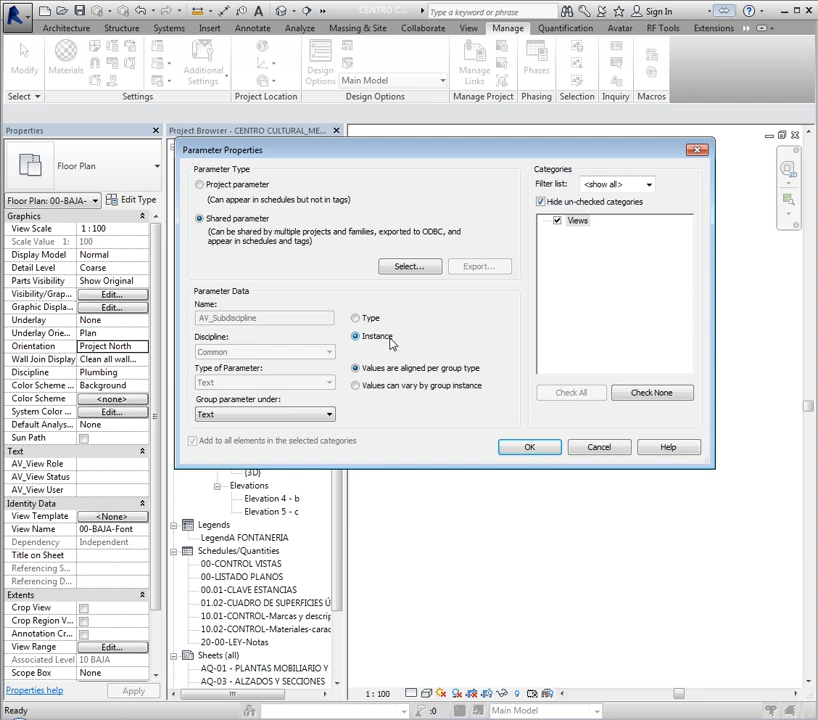 CENTRO C...
Type a keyword or phrase
Sign In
Architecture Structure Systems Insert Annotate Analyze Massing & Site Collaborate View Manage Quantification Avatar RF Tools Extensions
Modify
Materials
Additional
Settings
Design
Options
Main Model
Manage
Links
Phases
Select Settings Project Location Design Options Manage Project Phasing Selection Inquiry Macros
Properties
Floor Plan
Floor Plan: 00-BAJA- Edit Type
Graphics
View Scale 1 : 100
Scale Value 1: 100
Display Model Normal
Detail Level Coarse
Parts Visibility Show Original
Visibility/Grap... Edit...
Graphic Displa... Edit...
Underlay None
Underlay Orie... Plan
Orientation Project North
Wall Join Display Clean all wall...
Discipline Plumbing
Color Scheme ... Background
Color Scheme <none>
System Color ... Edit...
Default Analys... None
Sun Path
Text
AV_View Role
AV_View Status
AV_View User
Identity Data
View Template <None>
View Name 00-BAJA-Font
Dependency Independent
Title on Sheet
Referencing S...
Referencing D...
Extents
Crop View
Crop Region V...
Annotation Cr...
View Range Edit...
Associated Level 10 BAJA
Scope Box None
Properties help Apply
Project Browser - CENTRO CULTURAL_ME...
Parameter Properties
Parameter Type
Project parameter
(Can appear in schedules but not in tags)
Shared parameter
(Can be shared by multiple projects and families, exported to ODBC, and
appear in schedules and tags)
Select... Export...
Parameter Data
Name:
AV_Subdiscipline
Discipline:
Common
Type of Parameter:
Text
Group parameter under:
Text
Type
Instance
Values are aligned per group type
Values can vary by group instance
Add to all elements in the selected categories
Categories
Filter list: <show all>
Hide un-checked categories
Views
Check All Check None
OK Cancel Help
{3D}
Elevations
Elevation 4 - b
Elevation 5 - c
Legends
LegendA FONTANERIA
Schedules/Quantities
00-CONTROL VISTAS
00-LISTADO PLANOS
00.01-CLAVE ESTANCIAS
01.02-CUADRO DE SUPERFICIES Ú
10.01-CONTROL-Marcas y descrip
10.02-CONTROL-Materiales-carac
20-00-LEY-Notas
Sheets (all)
AQ-01 - PLANTAS MOBILIARIO Y
AQ-03 - ALZADOS Y SECCIONES
1 : 100
Ready
:0
Main Model